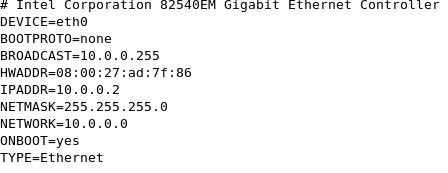 # Intel Corporation 82540EM Gigabit Ethernet Controller
DEVICE=eth0
BOOTPROTO=none
BROADCAST=10.0.0.255
HWADDR=08:00:27:ad:7f:86
IPADDR=10.0.0.2
NETMASK=255.255.255.0
NETWORK=10.0.0.0
ONBOOT=yes
TYPE=Ethernet